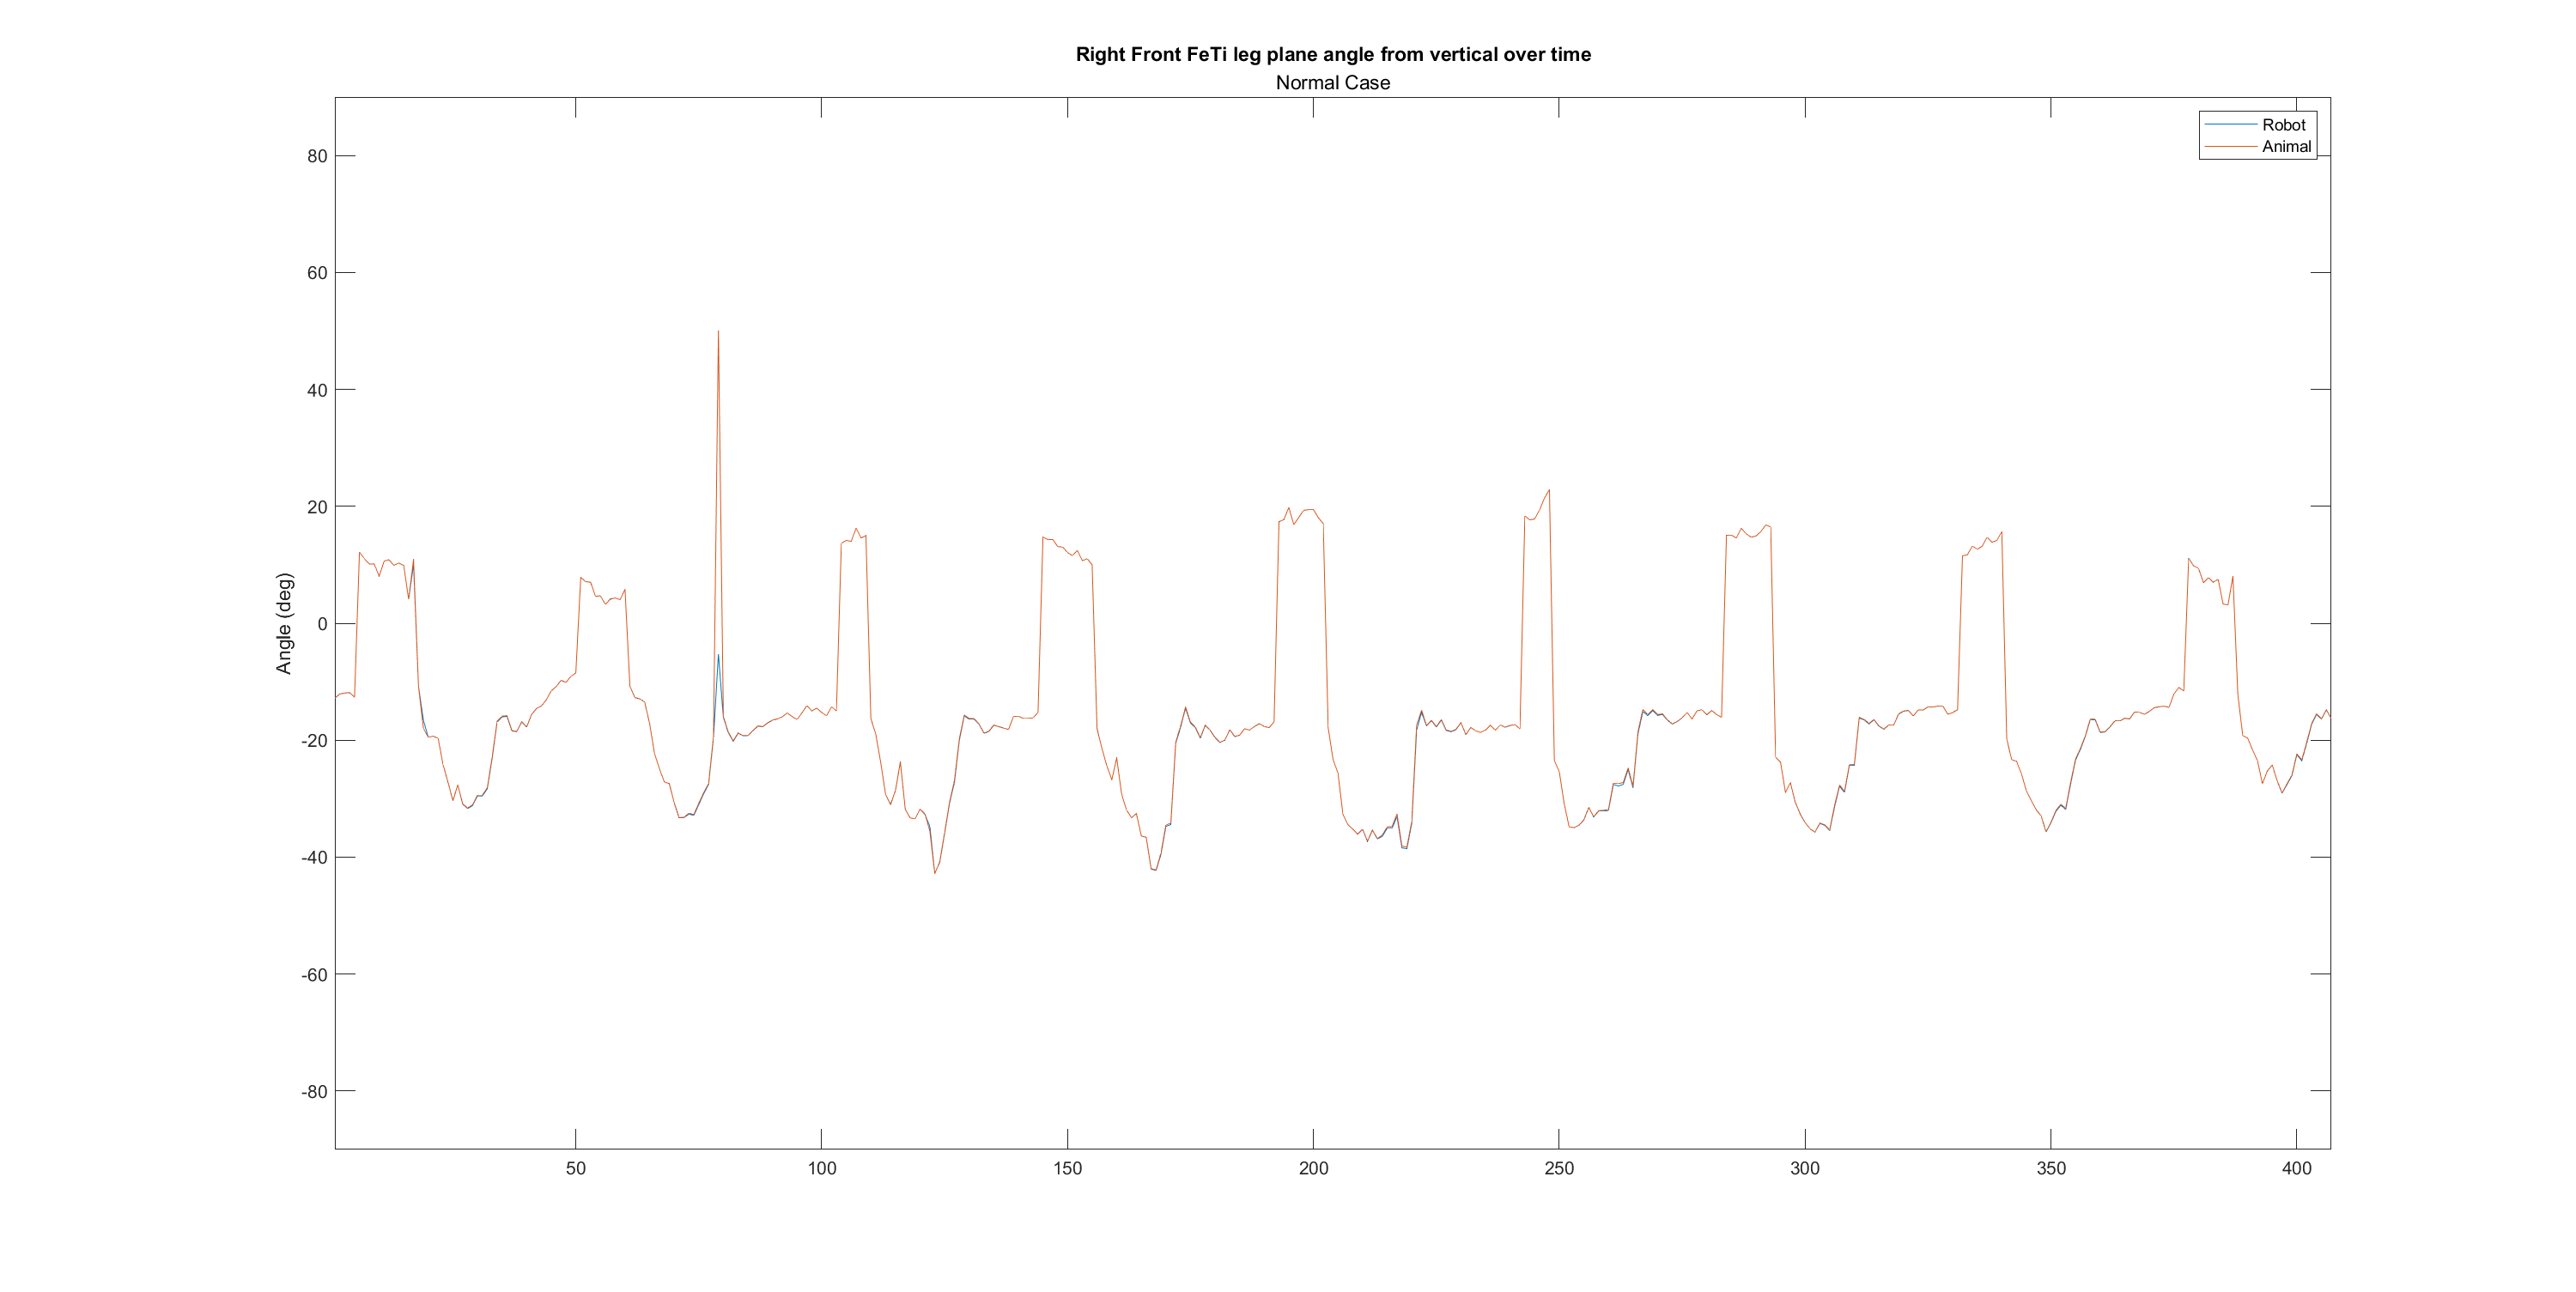 Right Front FeTi leg plane angle from vertical over time
Normal Case
Robot
Animal
80
60
40
20
0
-20
-40
-60
-80
Angle (deg)
50 100 150 200 250 300 350 400